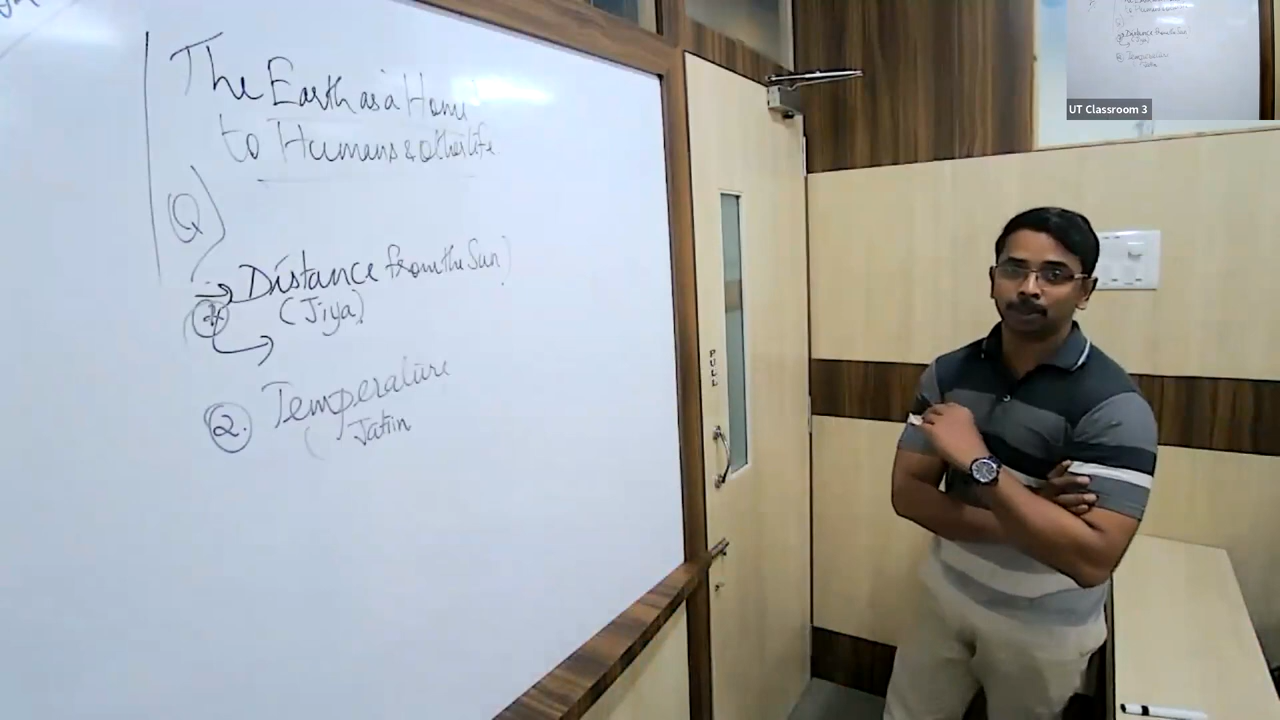 The Earth as a Home
to Humans & other life
Q)
→ Distance from the Sun)
(Jiya)
2. Temperature
(Jatin
PULL
UT Classroom 3